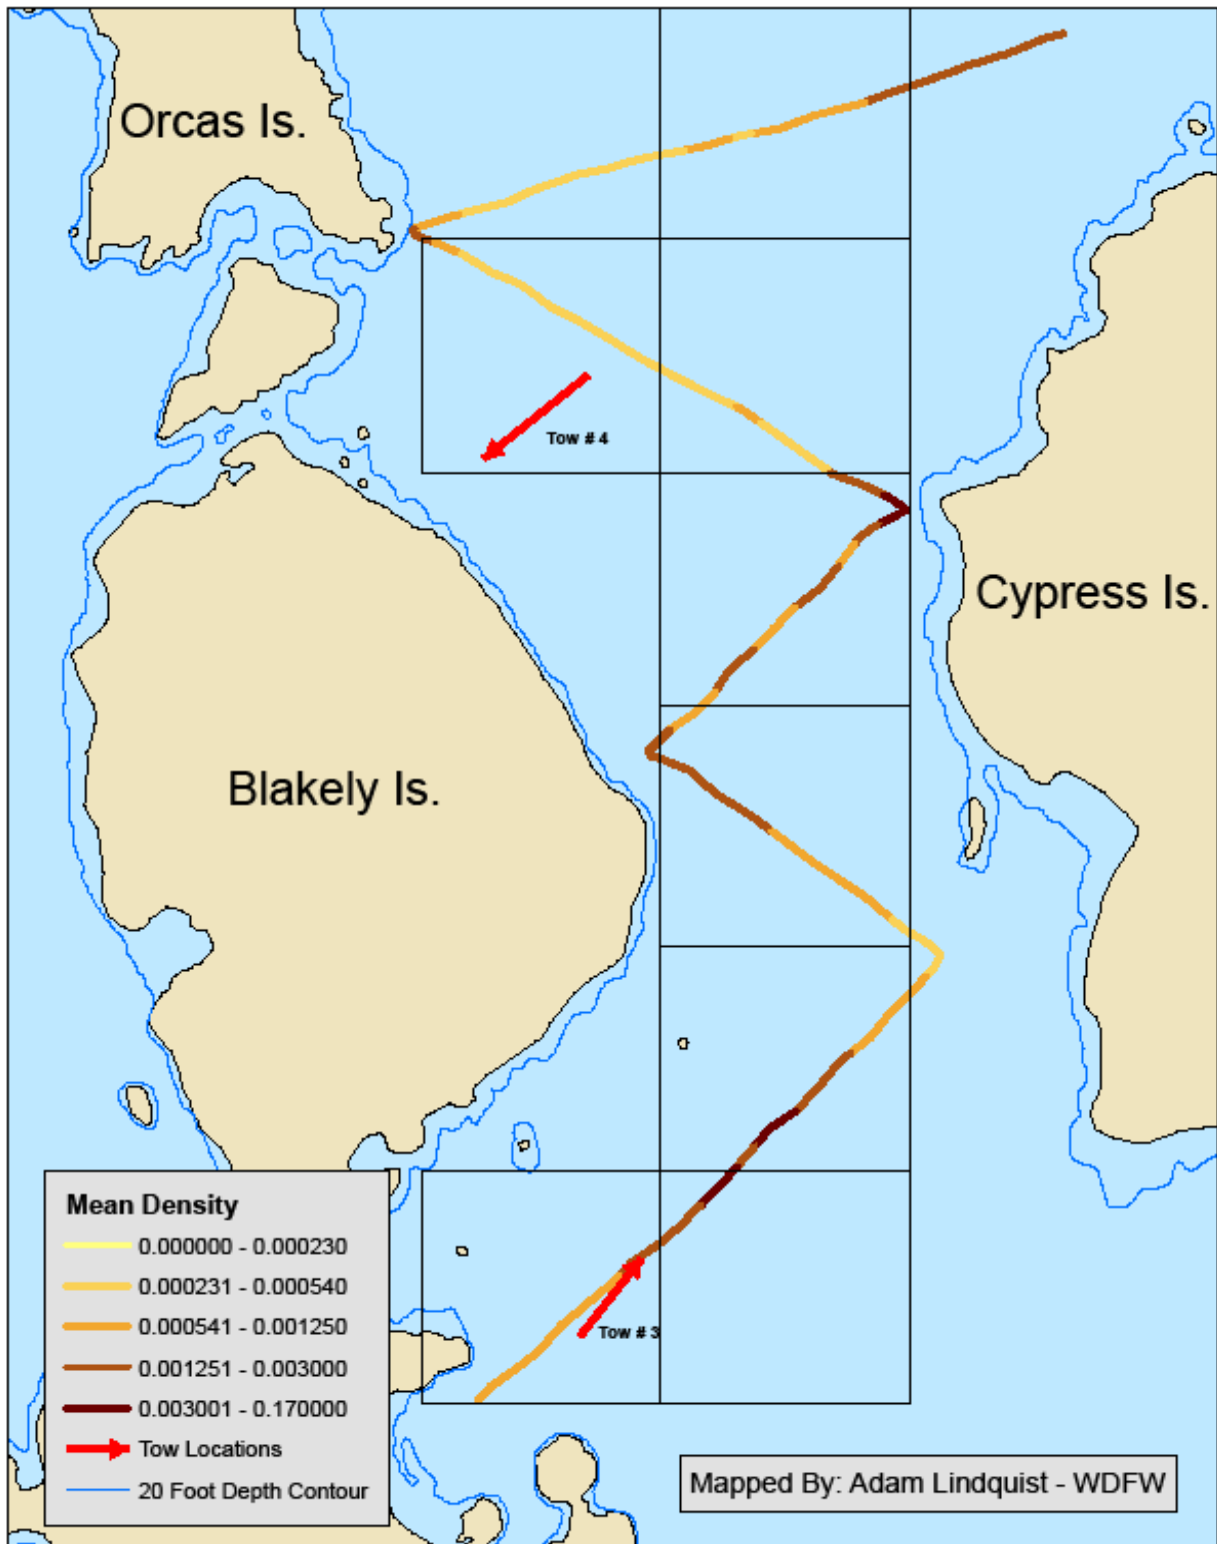 Orcas Is.
Tow # 4
Cypress Is.
Blakely Is.
Mean Density
0.000000 - 0.000230
0.000231 - 0.000540
0.000541 - 0.001250
0.001251 - 0.003000
0.003001 - 0.170000
Tow Locations
20 Foot Depth Contour
Tow # 3
Mapped By: Adam Lindquist - WDFW